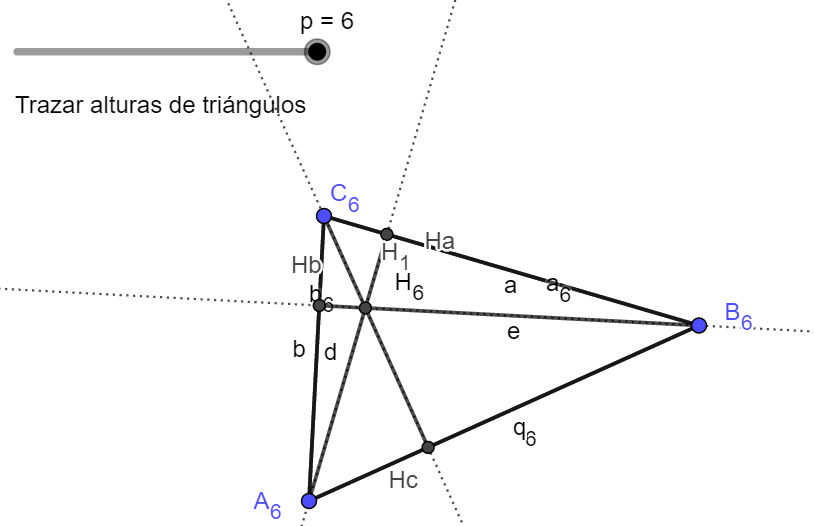 p = 6
Trazar alturas de triángulos
C₆
Ha
H₁
Hb
H₆
b₆
a
a₆
B₆
e
b
d
q₆
Hc
A₆